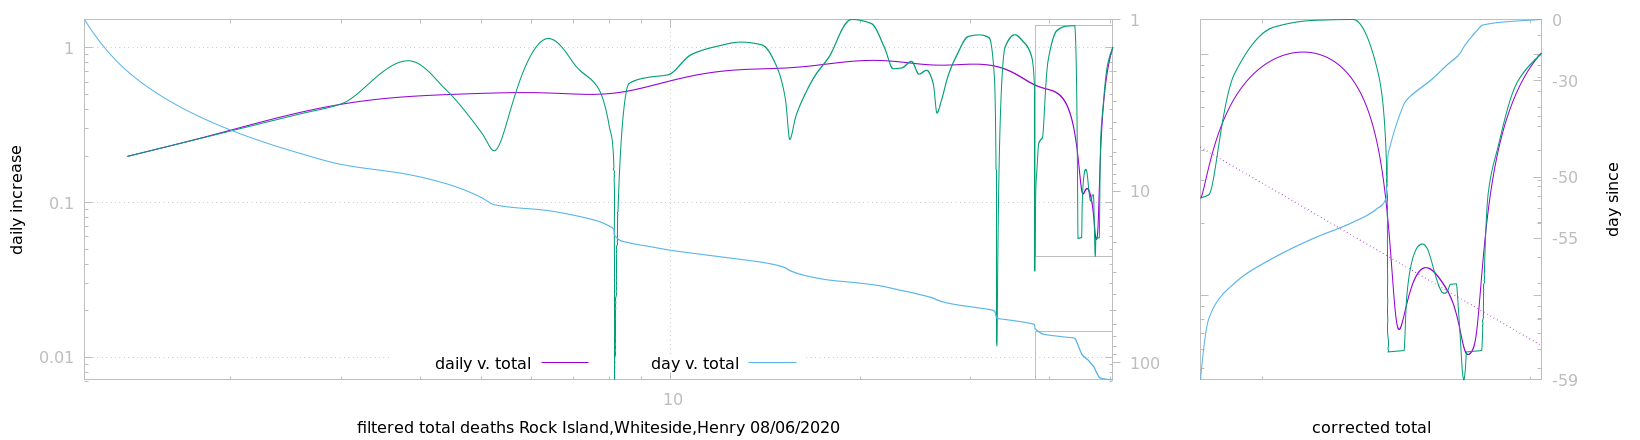 1
0.1
0.01
daily increase
daily v. total
day v. total
10
1
10
100
filtered total deaths Rock Island,Whiteside,Henry 08/06/2020
0
-30
-50
-55
-59
day since
corrected total